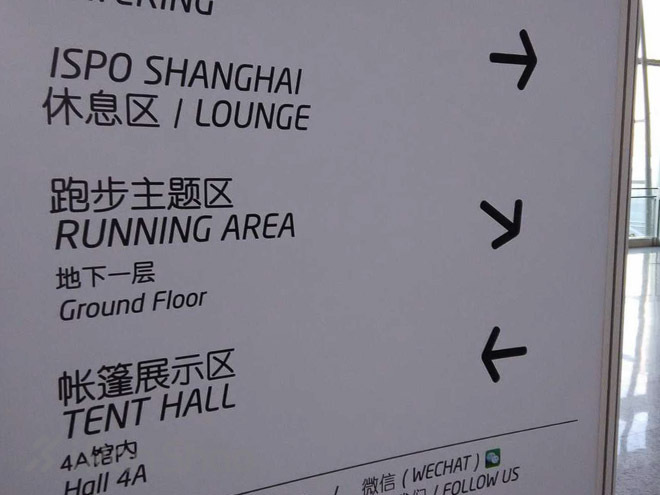 ISPO SHANGHAI
休息区 / LOUNGE
跑步主题区
RUNNING AREA
地下一层
Ground Floor
帐篷展示区
TENT HALL
4A馆内
Hall 4A
微信 ( WECHAT )
/ FOLLOW US